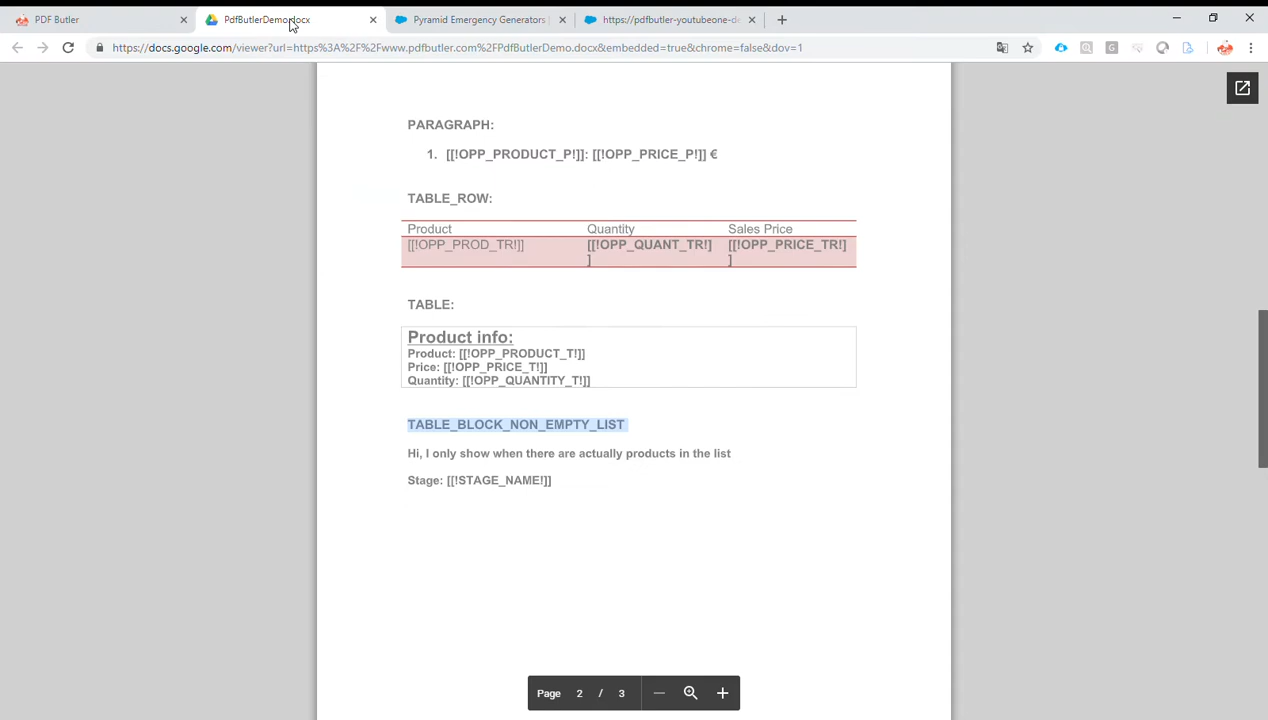 PDF Butler
PdfButlerDemo.docx
Pyramid Emergency Generators |
https://pdfbutler-youtubeone-de
https://docs.google.com/viewer?url=https%3A%2F%2Fwww.pdfbutler.com%2FPdfButlerDemo.docx&embedded=true&chrome=false&dov=1
PARAGRAPH:
1. [[!OPP_PRODUCT_P!]]: [[!OPP_PRICE_P!]] €
TABLE_ROW:
Product Quantity Sales Price
[[!OPP_PROD_TR!]] [[!OPP_QUANT_TR!] [[!OPP_PRICE_TR!]
] ]
TABLE:
Product info:
Product: [[!OPP_PRODUCT_T!]]
Price: [[!OPP_PRICE_T!]]
Quantity: [[!OPP_QUANTITY_T!]]
TABLE_BLOCK_NON_EMPTY_LIST
Hi, I only show when there are actually products in the list
Stage: [[!STAGE_NAME!]]
Page 2 / 3